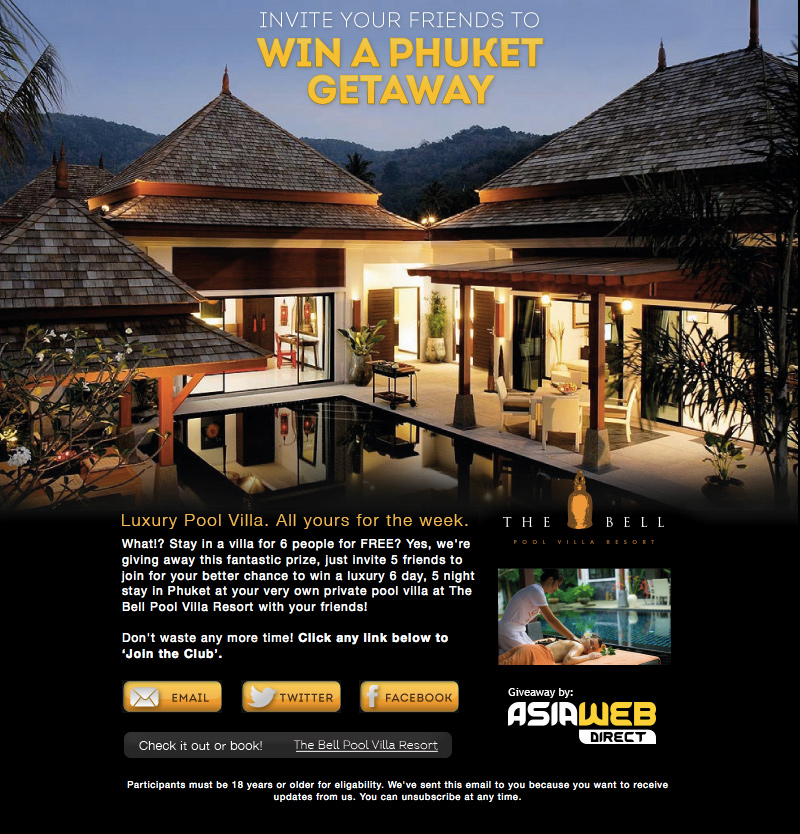 INVITE YOUR FRIENDS TO
WIN A PHUKET
GETAWAY
Luxury Pool Villa. All yours for the week.
What!? Stay in a villa for 6 people for FREE? Yes, we're
giving away this fantastic prize, just invite 5 friends to
join for your better chance to win a luxury 6 day, 5 night
stay in Phuket at your very own private pool villa at The
Bell Pool Villa Resort with your friends!
Don't waste any more time! Click any link below to
‘Join the Club’.
EMAIL
TWITTER
FACEBOOK
Check it out or book! The Bell Pool Villa Resort
THE BELL
POOL VILLA RESORT
Giveaway by:
ASIAWEB
DIRECT
Participants must be 18 years or older for eligability. We've sent this email to you because you want to receive
updates from us. You can unsubscribe at any time.